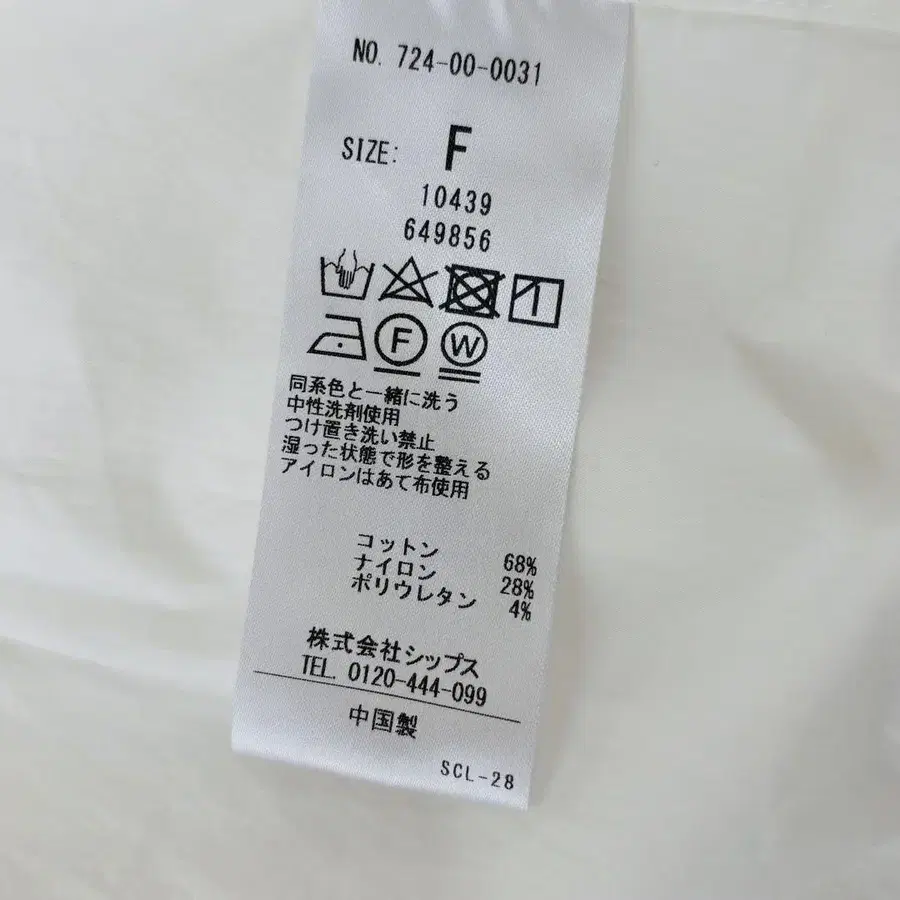 NO. 724-00-0031
SIZE: F
10439
649856
F W
同系色と一緒に洗う
中性洗剤使用
つけ置き洗い禁止
湿った状態で形を整える
アイロンはあて布使用
コットン 68%
ナイロン 28%
ポリウレタン 4%
株式会社シップス
TEL. 0120-444-099
中国製
SCL-28